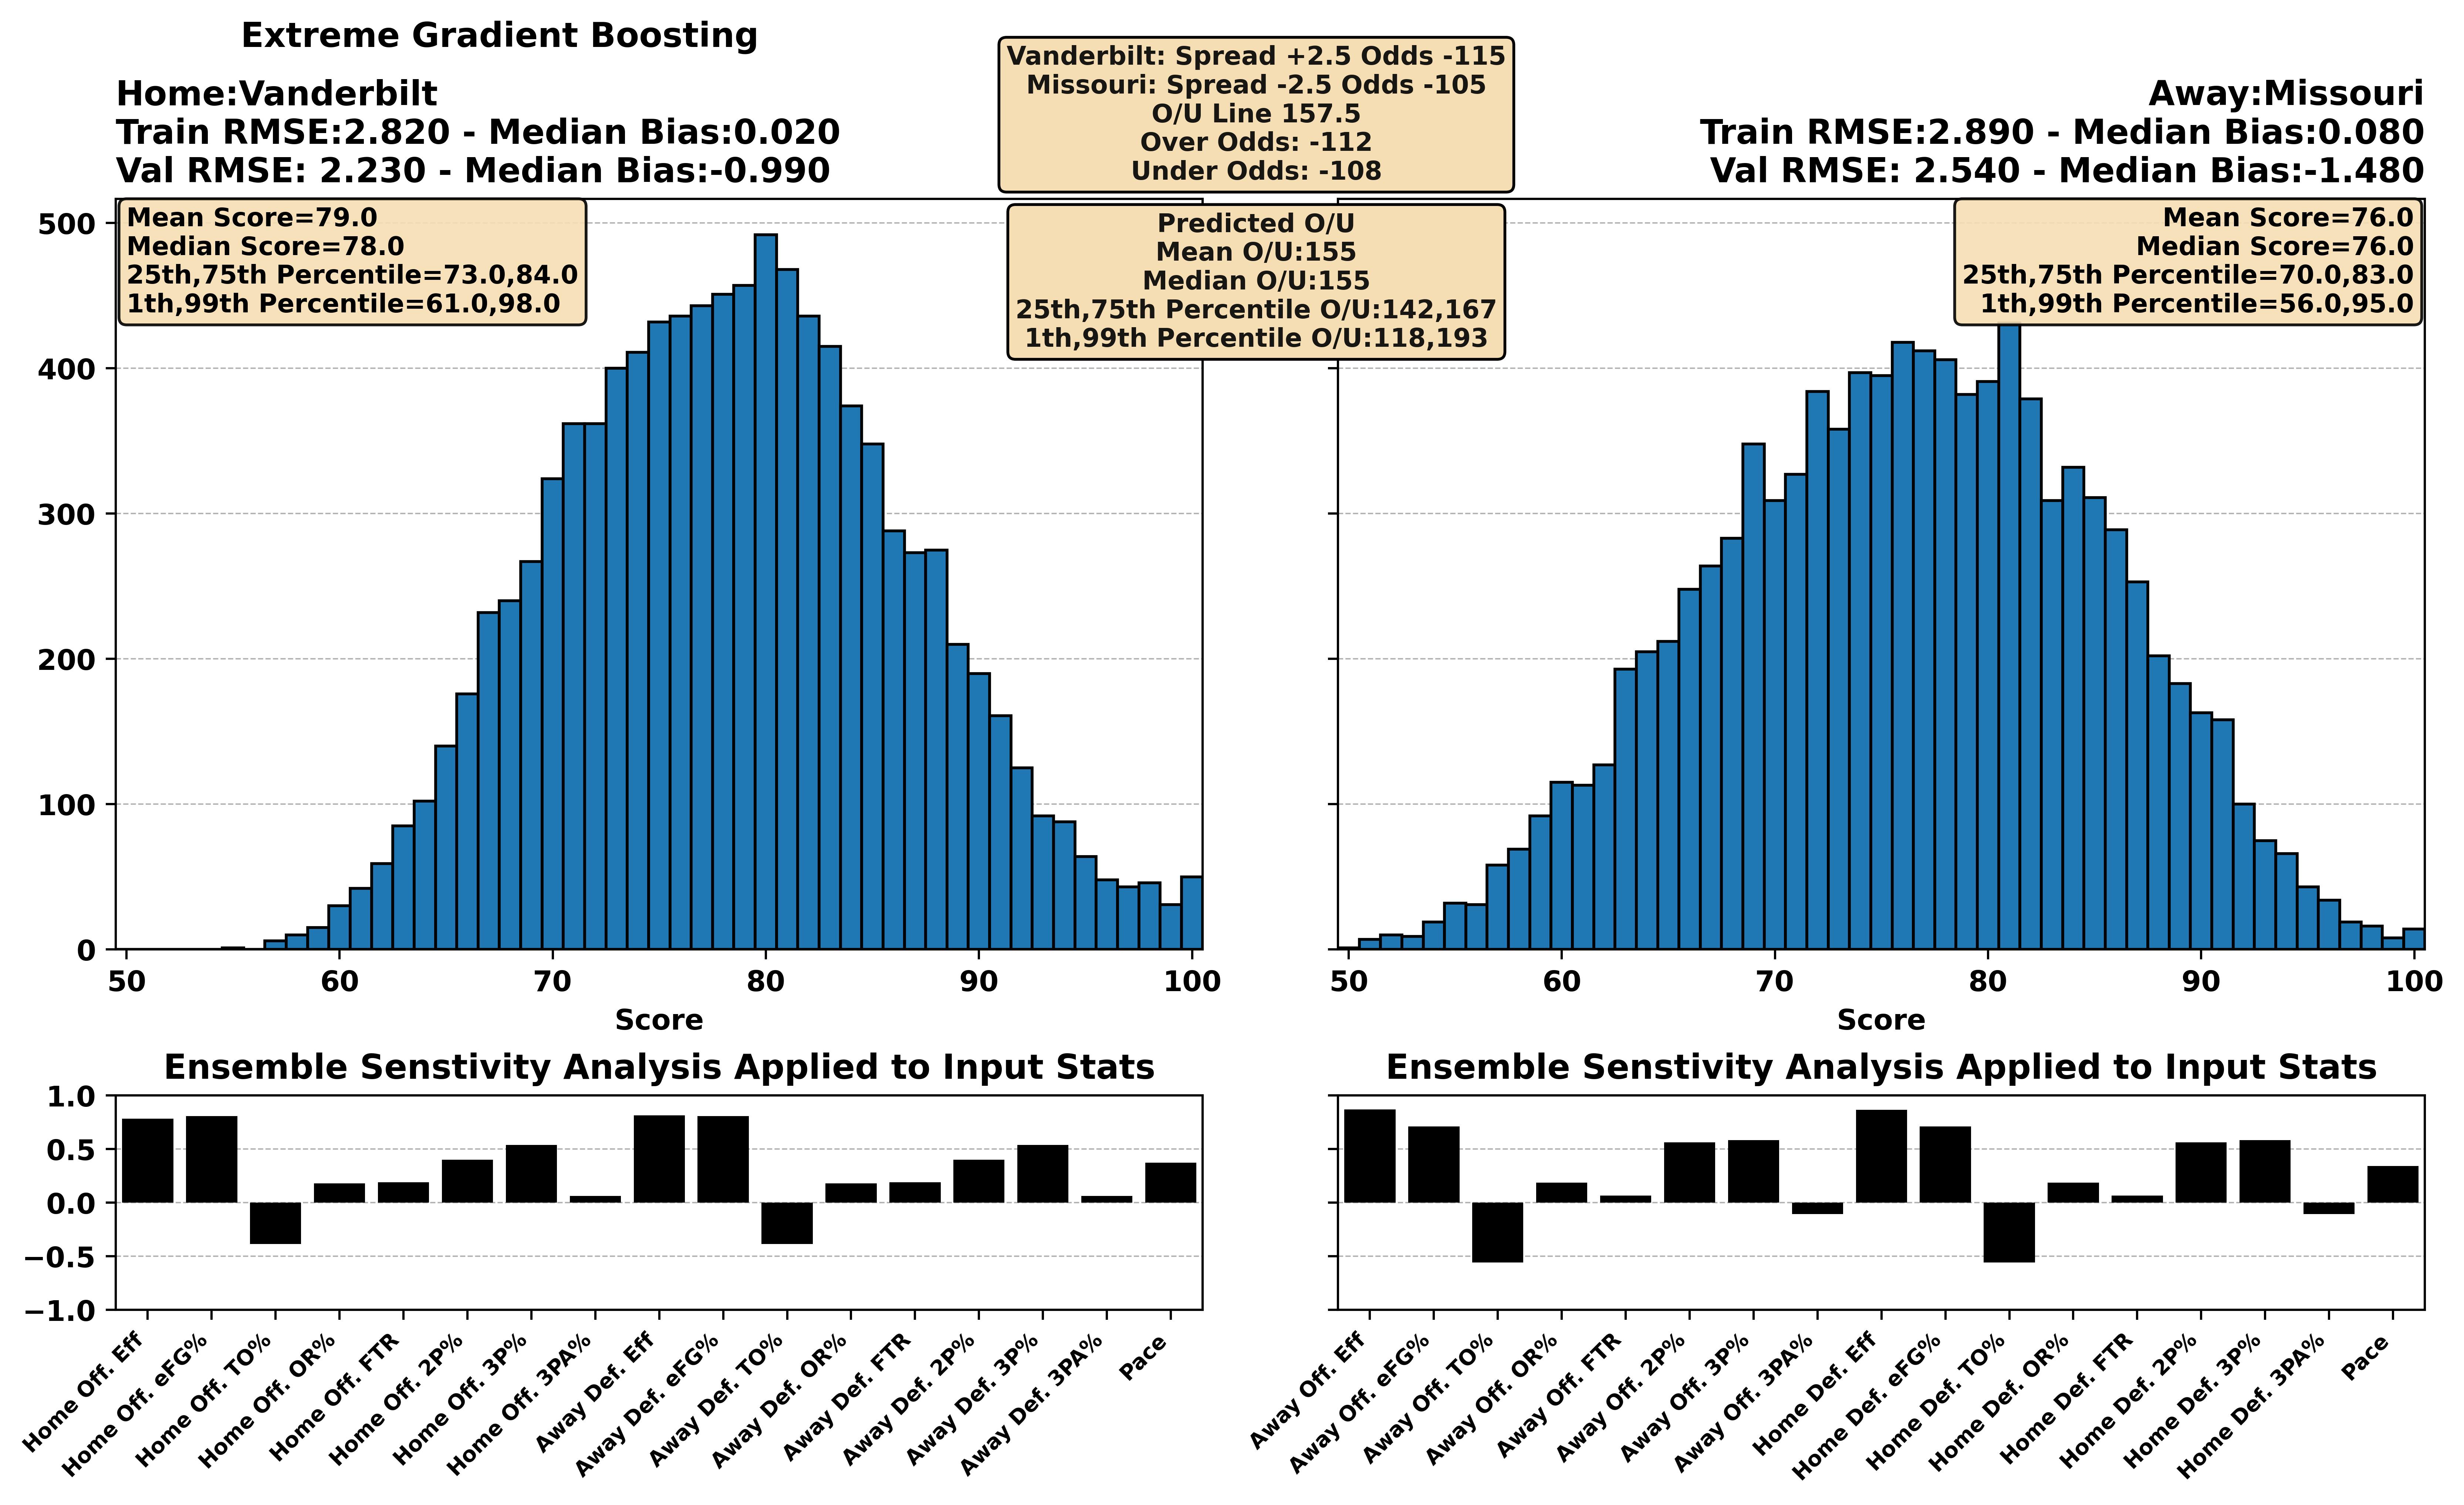 Extreme Gradient Boosting
Home:Vanderbilt
Train RMSE:2.820 - Median Bias:0.020
Val RMSE: 2.230 - Median Bias:-0.990
Vanderbilt: Spread +2.5 Odds -115
Missouri: Spread -2.5 Odds -105
O/U Line 157.5
Over Odds: -112
Under Odds: -108
Away:Missouri
Train RMSE:2.890 - Median Bias:0.080
Val RMSE: 2.540 - Median Bias:-1.480
Mean Score=79.0
Median Score=78.0
25th,75th Percentile=73.0,84.0
1th,99th Percentile=61.0,98.0
Predicted O/U
Mean O/U:155
Median O/U:155
25th,75th Percentile O/U:142,167
1th,99th Percentile O/U:118,193
Mean Score=76.0
Median Score=76.0
25th,75th Percentile=70.0,83.0
1th,99th Percentile=56.0,95.0
500
400
300
200
100
0
50 60 70 80 90 100
Score
50 60 70 80 90 100
Score
Ensemble Senstivity Analysis Applied to Input Stats
1.0
0.5
0.0
−0.5
−1.0
Home Off. Eff
Home Off. eFG%
Home Off. TO%
Home Off. OR%
Home Off. FTR
Home Off. 2P%
Home Off. 3P%
Home Off. 3PA%
Away Def. Eff
Away Def. eFG%
Away Def. TO%
Away Def. OR%
Away Def. FTR
Away Def. 2P%
Away Def. 3P%
Away Def. 3PA%
Pace
Ensemble Senstivity Analysis Applied to Input Stats
Away Off. Eff
Away Off. eFG%
Away Off. TO%
Away Off. OR%
Away Off. FTR
Away Off. 2P%
Away Off. 3P%
Away Off. 3PA%
Home Def. Eff
Home Def. eFG%
Home Def. TO%
Home Def. OR%
Home Def. FTR
Home Def. 2P%
Home Def. 3P%
Home Def. 3PA%
Pace